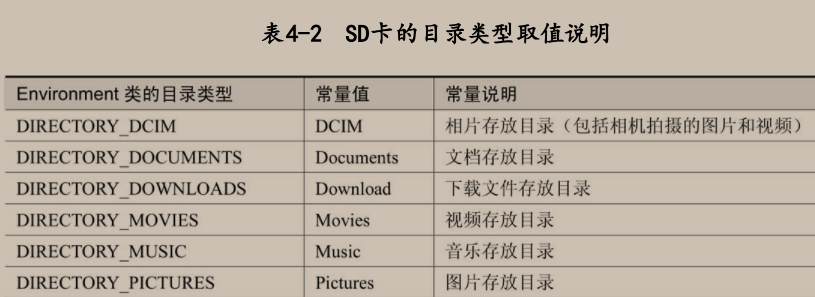 表4-2 SD卡的目录类型取值说明
Environment 类的目录类型 常量值 常量说明
DIRECTORY_DCIM DCIM 相片存放目录（包括相机拍摄的图片和视频）
DIRECTORY_DOCUMENTS Documents 文档存放目录
DIRECTORY_DOWNLOADS Download 下载文件存放目录
DIRECTORY_MOVIES Movies 视频存放目录
DIRECTORY_MUSIC Music 音乐存放目录
DIRECTORY_PICTURES Pictures 图片存放目录